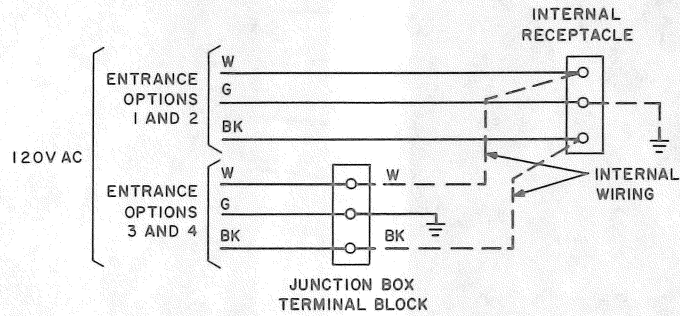 INTERNAL
RECEPTACLE
W
ENTRANCE
OPTIONS
1 AND 2
G
BK
120V AC
W
W
ENTRANCE
OPTIONS
3 AND 4
G
BK
BK
INTERNAL
WIRING
JUNCTION BOX
TERMINAL BLOCK